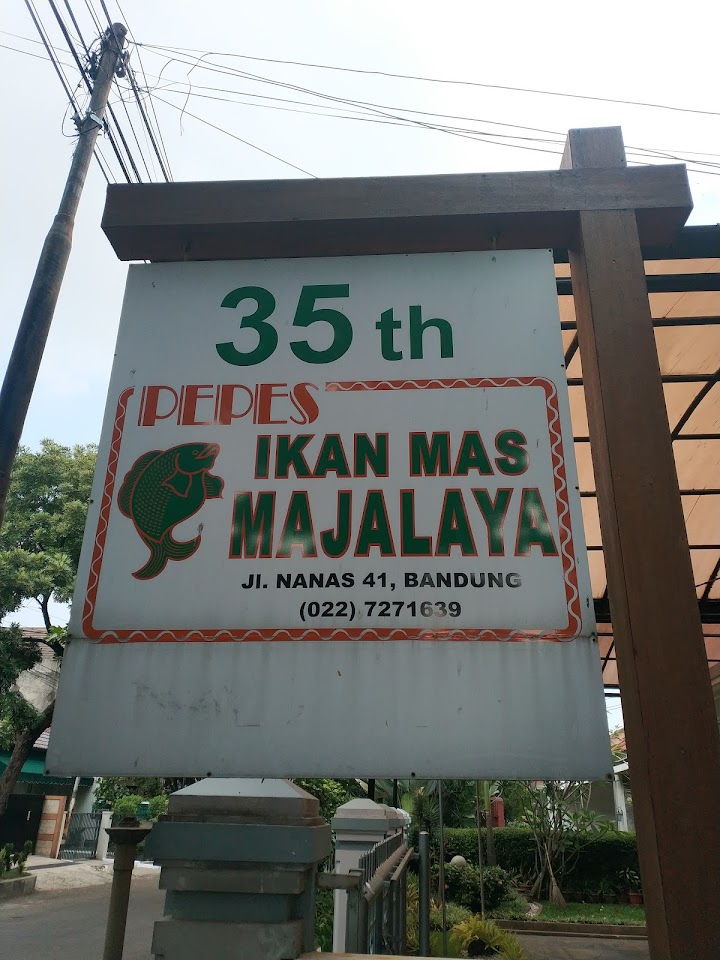 35 th
PEPES
IKAN MAS
MAJALAYA
Jl. NANAS 41, BANDUNG
(022) 7271639